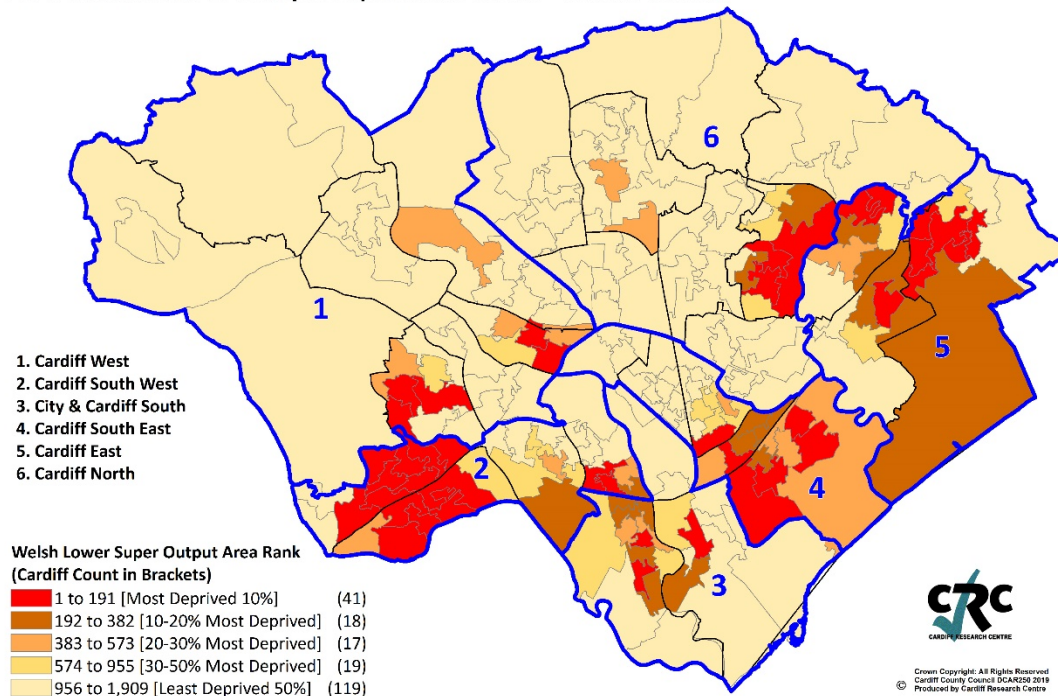 6
1
5
2
4
3
1. Cardiff West
2. Cardiff South West
3. City & Cardiff South
4. Cardiff South East
5. Cardiff East
6. Cardiff North
Welsh Lower Super Output Area Rank
(Cardiff Count in Brackets)
1 to 191 [Most Deprived 10%] (41)
192 to 382 [10-20% Most Deprived] (18)
383 to 573 [20-30% Most Deprived] (17)
574 to 955 [30-50% Most Deprived] (19)
956 to 1,909 [Least Deprived 50%] (119)
CRC
CARDIFF RESEARCH CENTRE
Crown Copyright: All Rights Reserved
Cardiff County Council DCAR250 2019
© Produced by Cardiff Research Centre